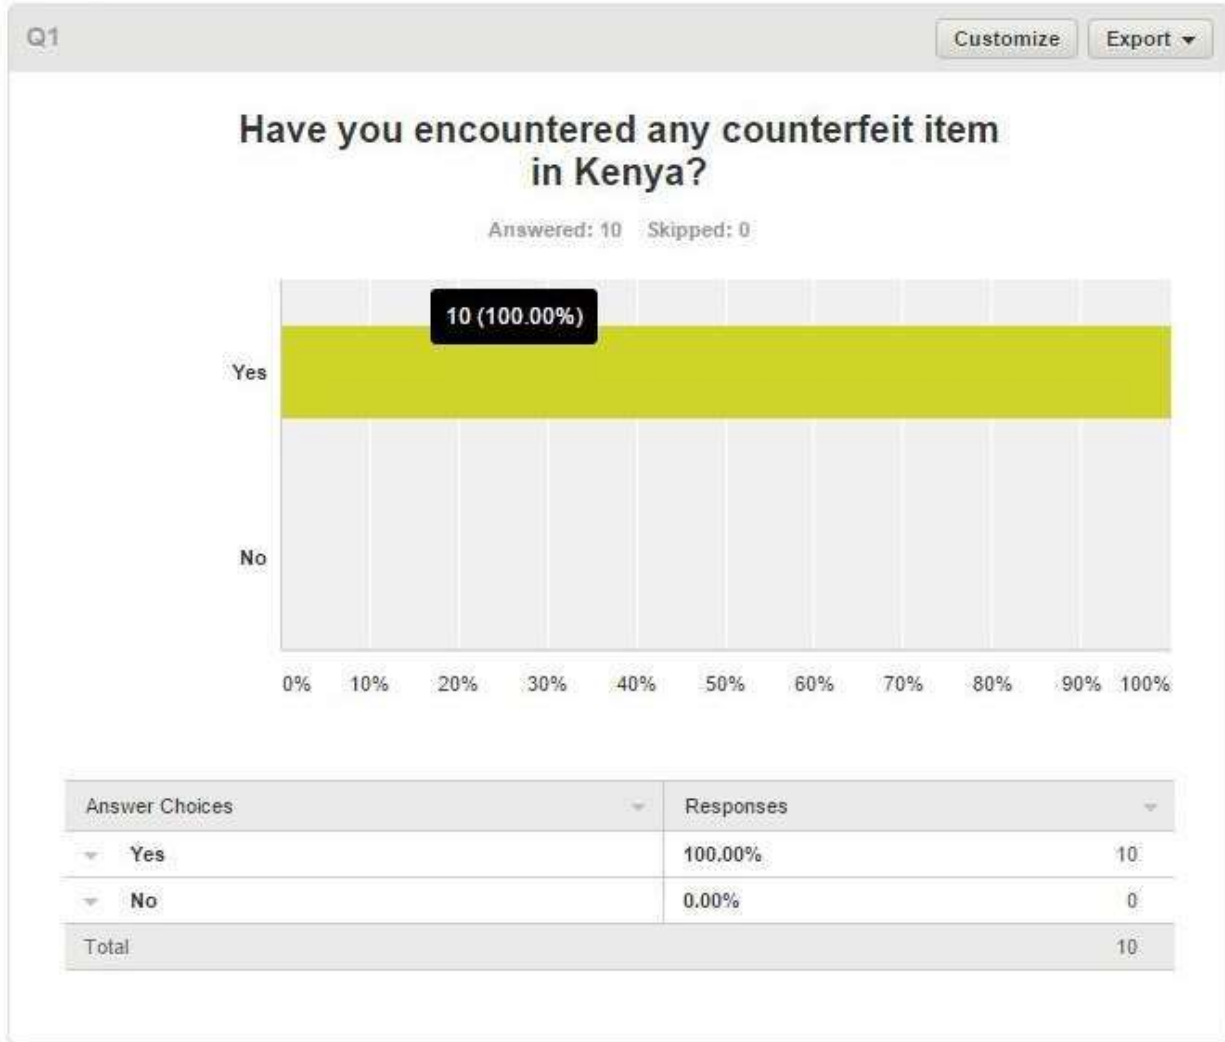 Q1 Customize Export
Have you encountered any counterfeit item
in Kenya?
Answered: 10 Skipped: 0
10 (100.00%)
Yes
No
0% 10% 20% 30% 40% 50% 60% 70% 80% 90% 100%
Answer Choices Responses
Yes 100.00% 10
No 0.00% 0
Total 10